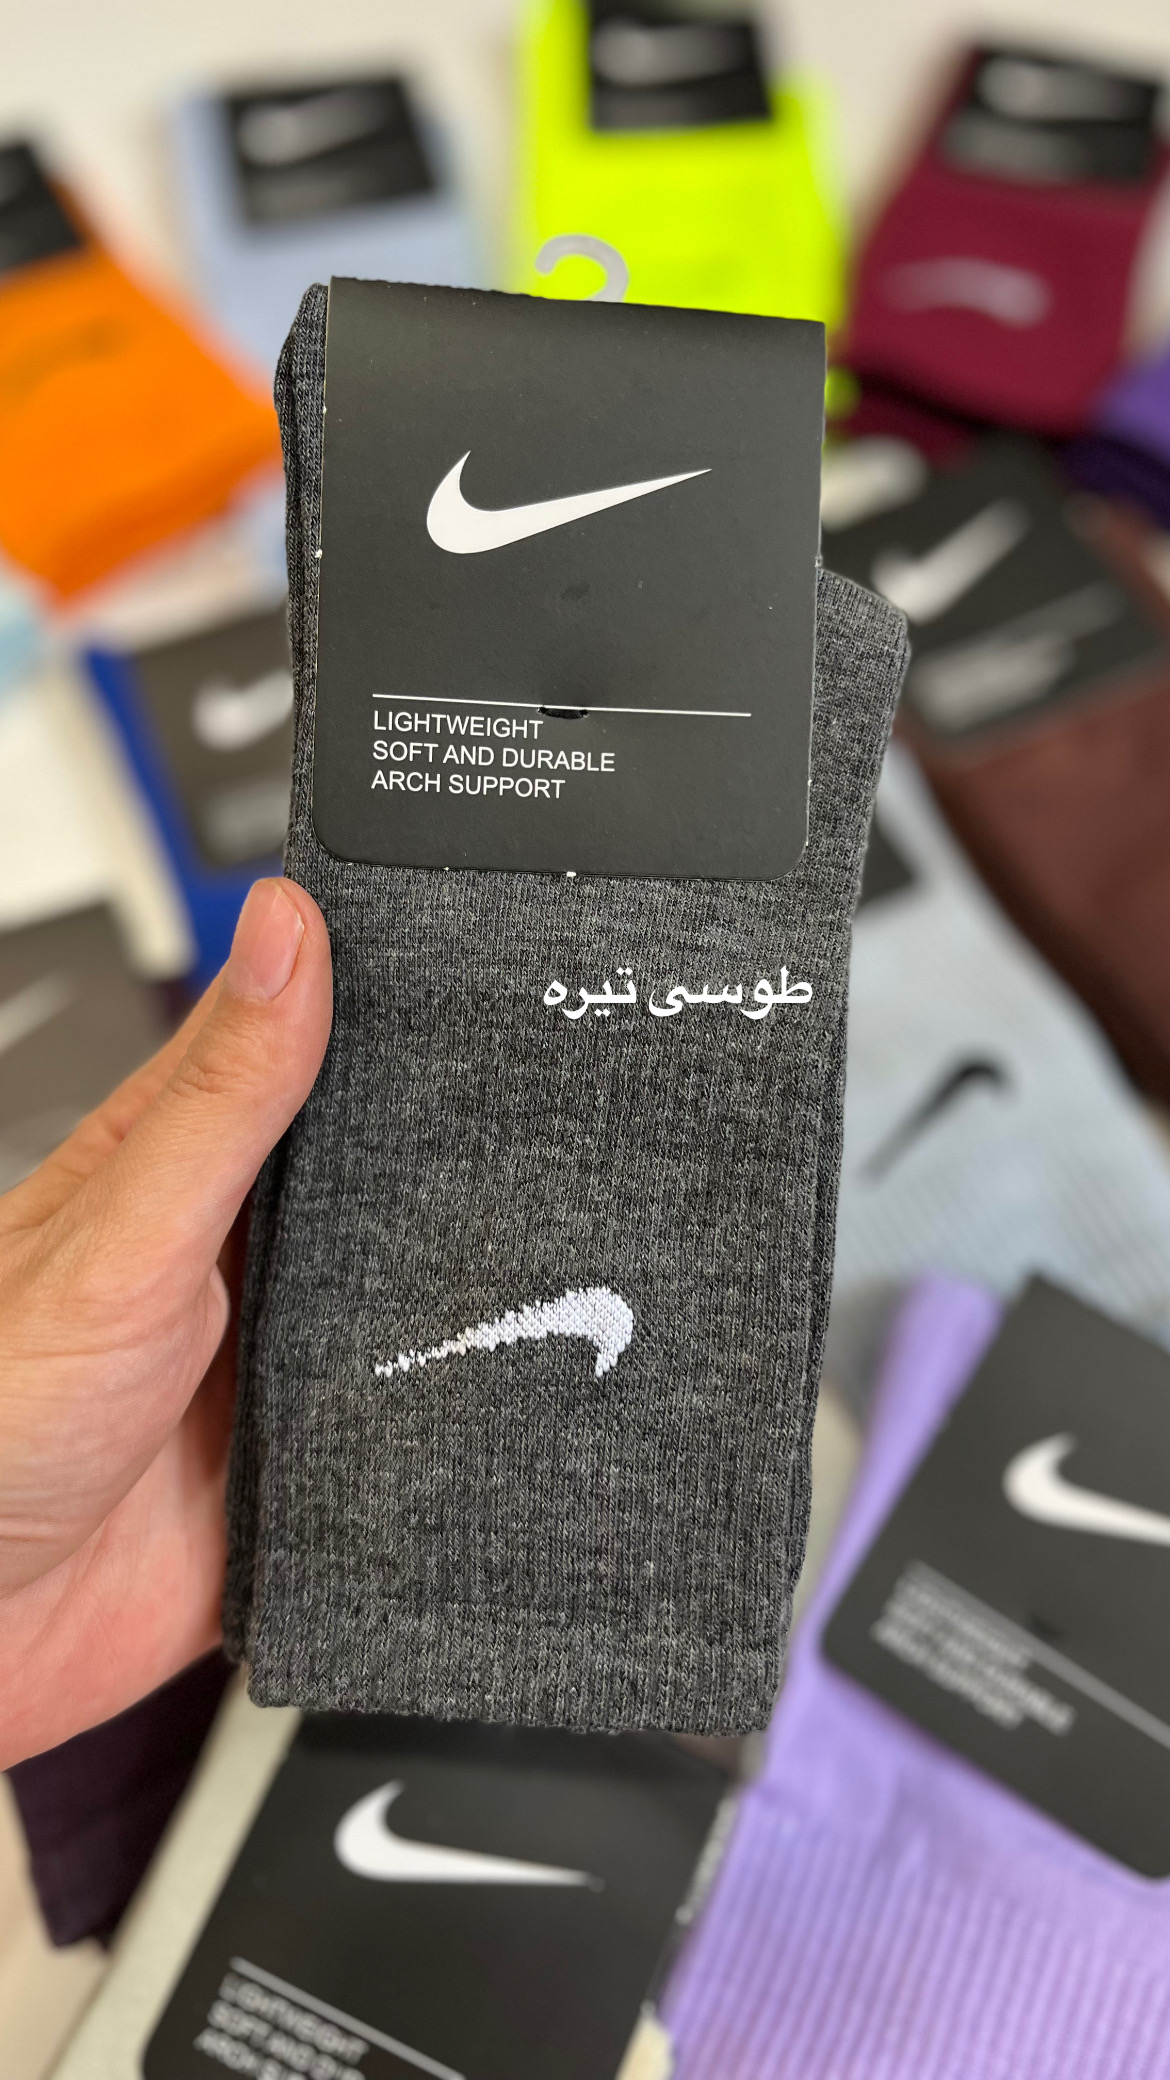 LIGHTWEIGHT
SOFT AND DURABLE
ARCH SUPPORT
طوسی تیره